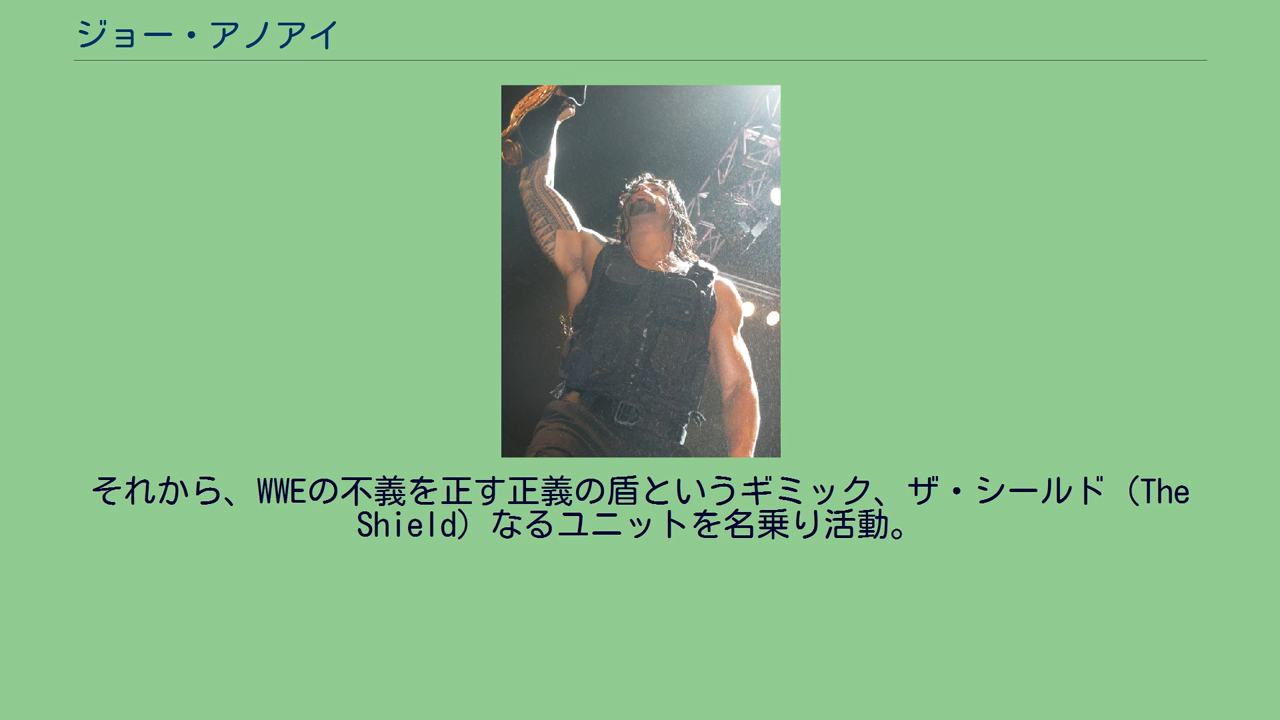 ジョー・アノアイ
それから、WWEの不義を正す正義の盾というギミック、ザ・シールド（The
Shield）なるユニットを名乗り活動。